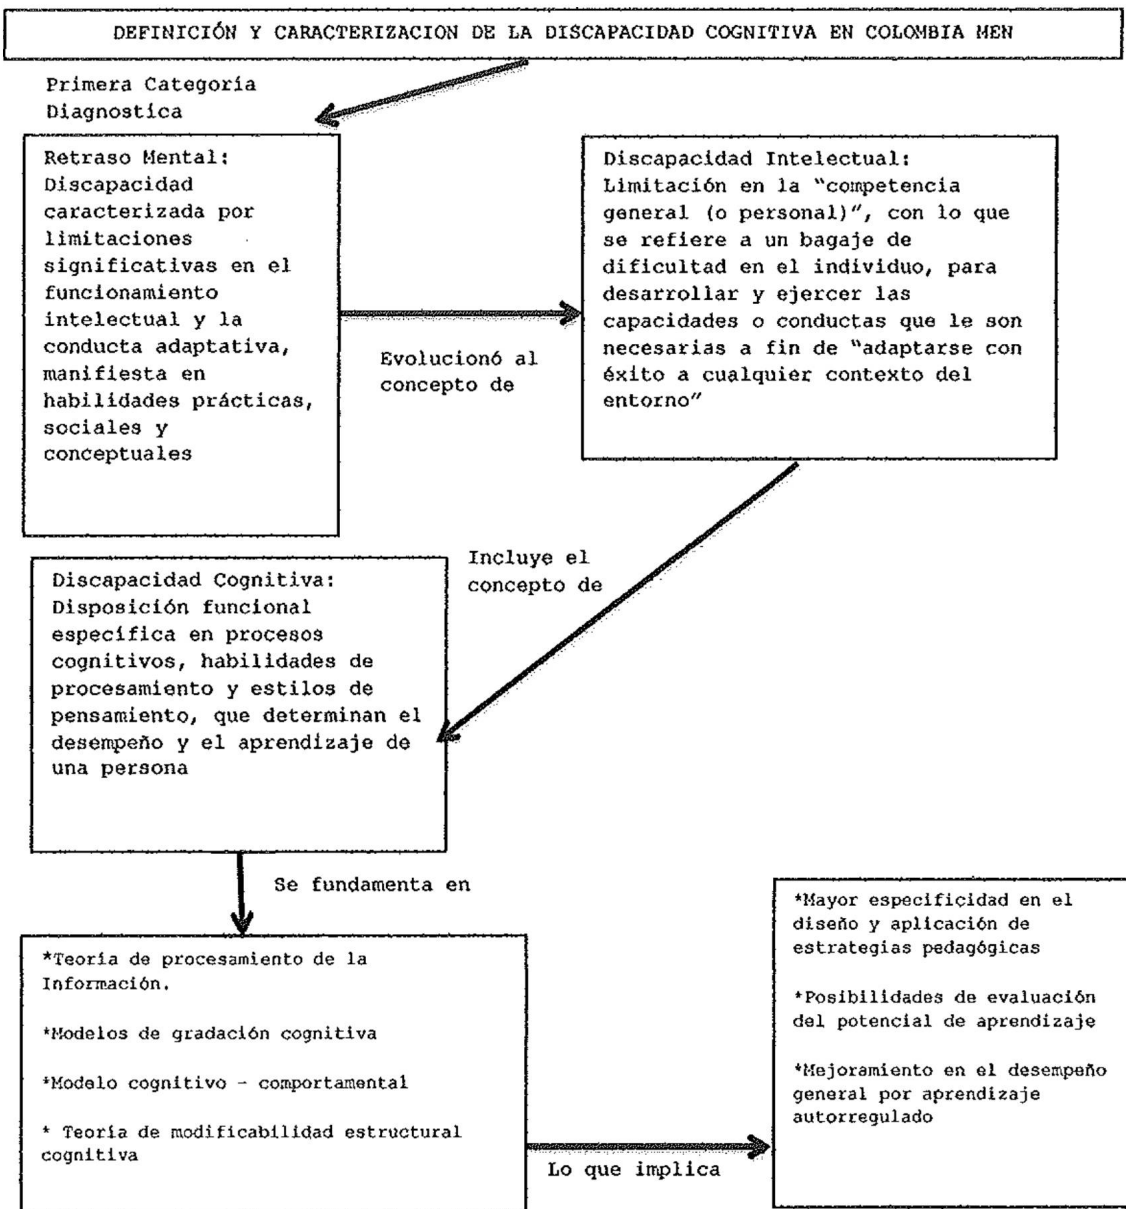 DEFINICIÓN Y CARACTERIZACION DE LA DISCAPACIDAD COGNITIVA EN COLOMBIA MEN
Primera Categoría
Diagnostica
Retraso Mental:
Discapacidad
caracterizada por
limitaciones
significativas en el
funcionamiento
intelectual y la
conducta adaptativa,
manifiesta en
habilidades prácticas,
sociales y
conceptuales
Evolucionó al
concepto de
Discapacidad Intelectual:
Limitación en la “competencia
general (o personal)”, con lo que
se refiere a un bagaje de
dificultad en el individuo, para
desarrollar y ejercer las
capacidades o conductas que le son
necesarias a fin de “adaptarse con
éxito a cualquier contexto del
entorno”
Incluye el
concepto de
Discapacidad Cognitiva:
Disposición funcional
especifica en procesos
cognitivos, habilidades de
procesamiento y estilos de
pensamiento, que determinan el
desempeño y el aprendizaje de
una persona
Se fundamenta en
*Teoría de procesamiento de la
Información.
*Modelos de gradación cognitiva
*Modelo cognitivo – comportamental
* Teoría de modificabilidad estructural
cognitiva
Lo que implica
*Mayor especificidad en el
diseño y aplicación de
estrategias pedagógicas
*Posibilidades de evaluación
del potencial de aprendizaje
*Mejoramiento en el desempeño
general por aprendizaje
autorregulado